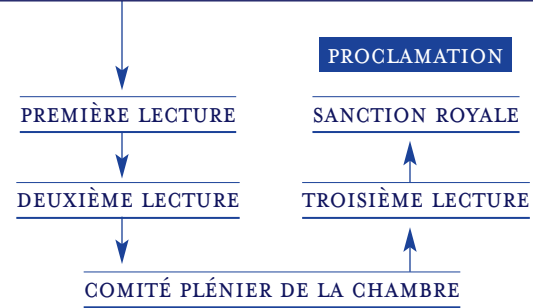 PROCLAMATION
PREMIÈRE LECTURE
SANCTION ROYALE
DEUXIÈME LECTURE
TROISIÈME LECTURE
COMITÉ PLÉNIER DE LA CHAMBRE